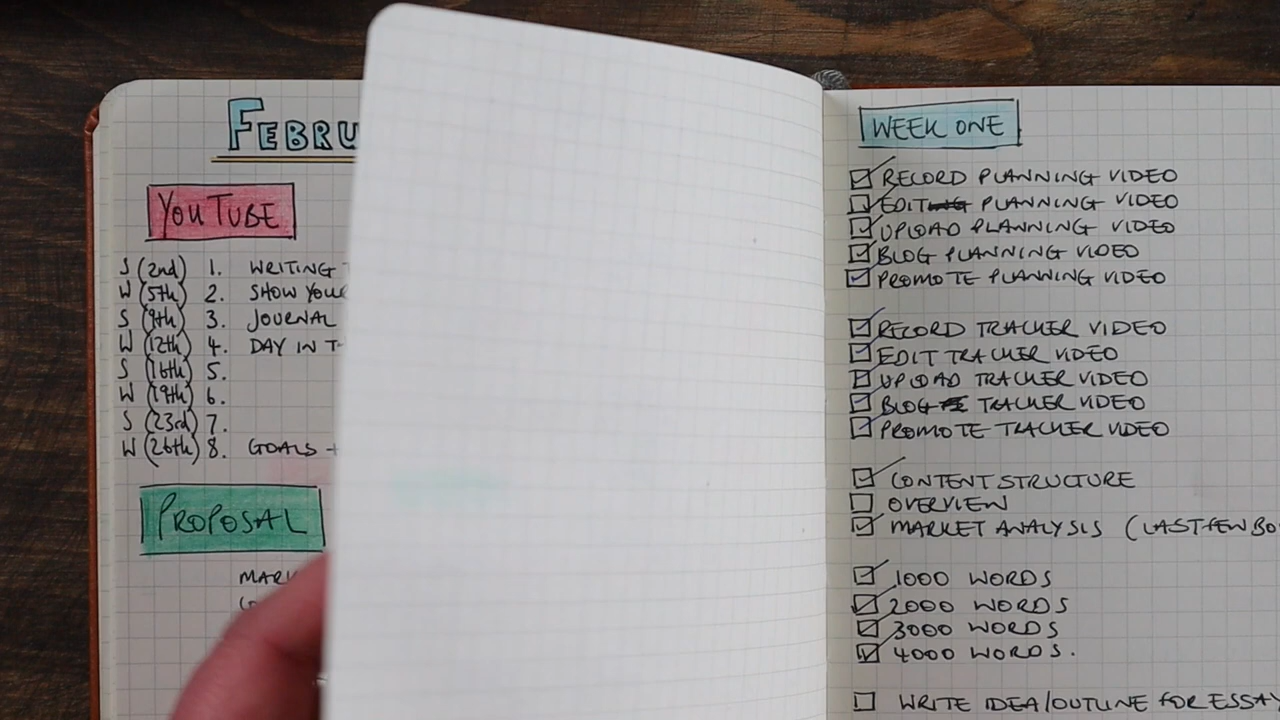 FEBRU
YOUTUBE
S (2nd) 1. WRITING
W (5th) 2. SHOW YOUR
S (9th) 3. JOURNAL
W (12th) 4. DAY IN T
S (16th) 5.
W (19th) 6.
S (23rd) 7.
W (26th) 8. GOALS +
PROPOSAL
MARK
WEEK ONE
RECORD PLANNING VIDEO
EDIT PLANNING VIDEO
UPLOAD PLANNING VIDEO
BLOG PLANNING VIDEO
PROMOTE PLANNING VIDEO
RECORD TRACKER VIDEO
EDIT TRACKER VIDEO
UPLOAD TRACKER VIDEO
BLOG TRACKER VIDEO
PROMOTE TRACKER VIDEO
CONTENT STRUCTURE
OVERVIEW
MARKET ANALYSIS (LAST FEW BO
1000 WORDS
2000 WORDS
3000 WORDS
4000 WORDS.
WRITE IDEA/OUTLINE FOR ESSAY